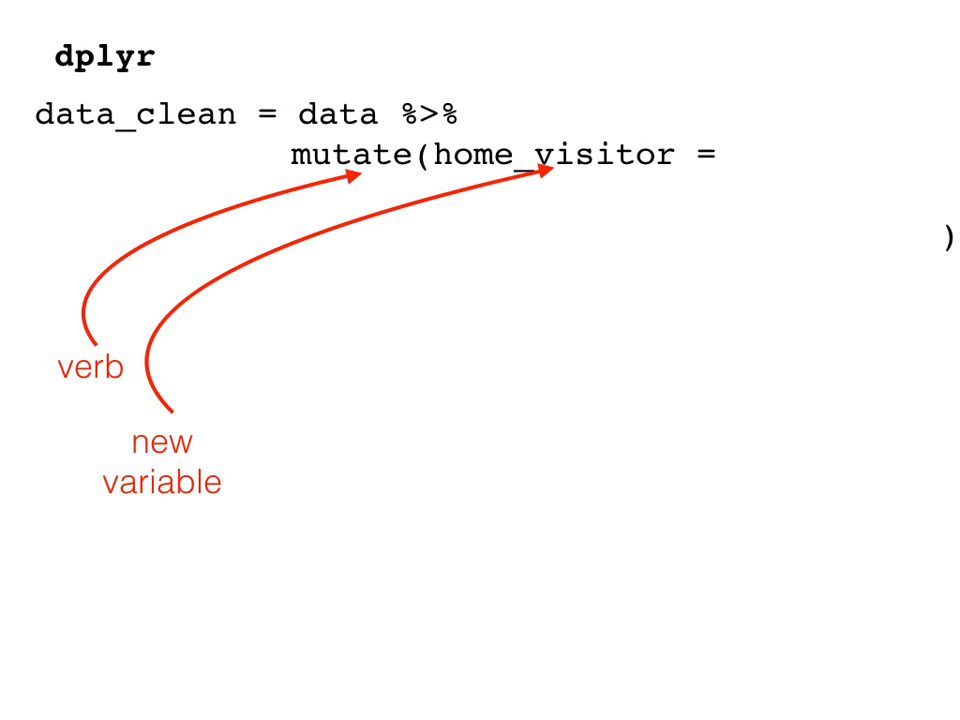 dplyr
data_clean = data %>%
mutate(home_visitor =
)
verb
new
variable